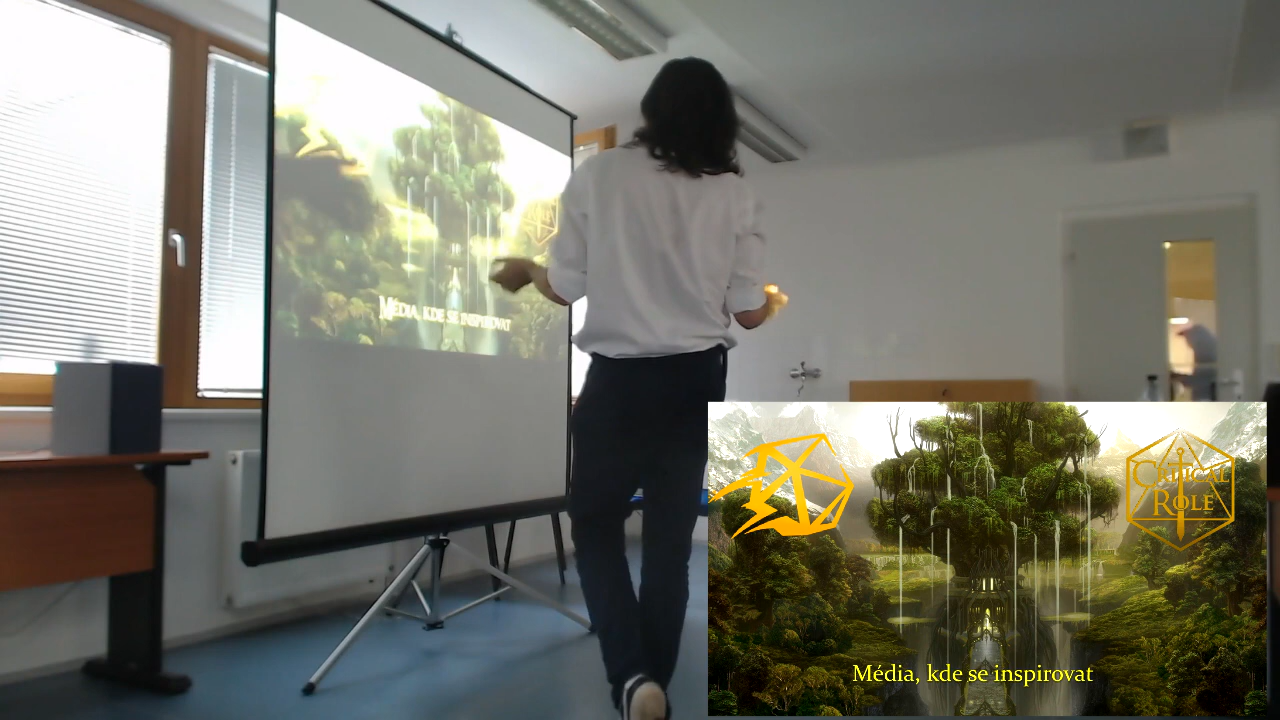 Média, kde se inspirovat
Critical
Role
Média, kde se inspirovat